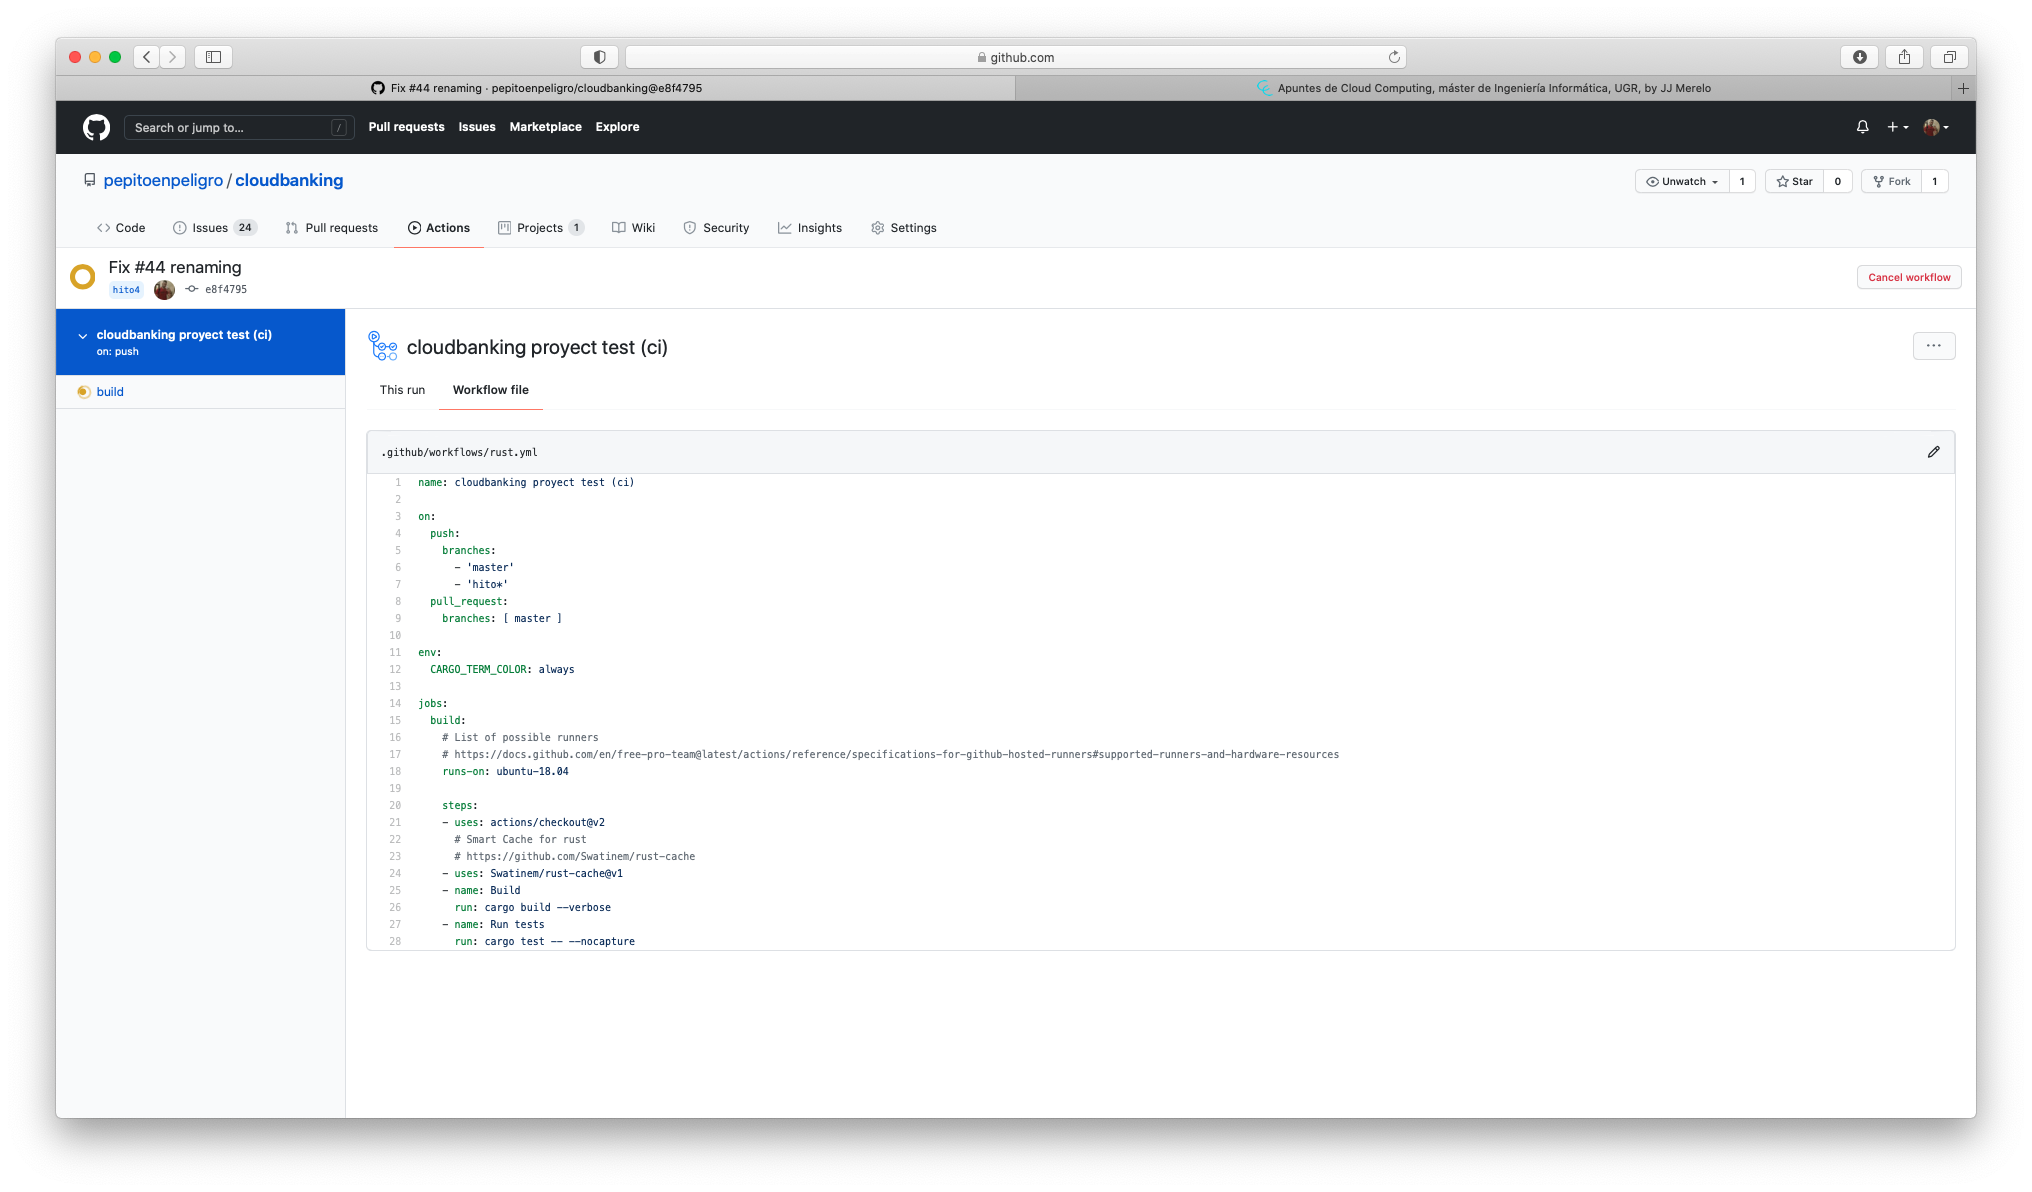 github.com
Fix #44 renaming · pepitoenpeligro/cloudbanking@e8f4795
Apuntes de Cloud Computing, máster de Ingeniería Informática, UGR, by JJ Merelo
Search or jump to... /
Pull requests Issues Marketplace Explore
pepitoenpeligro / cloudbanking
Unwatch 1 Star 0 Fork 1
Code Issues 24 Pull requests Actions Projects 1 Wiki Security Insights Settings
Fix #44 renaming
hito4 e8f4795
Cancel workflow
cloudbanking proyect test (ci)
on: push
build
cloudbanking proyect test (ci)
This run Workflow file
.github/workflows/rust.yml
1 name: cloudbanking proyect test (ci)
2
3 on:
4 push:
5 branches:
6 - 'master'
7 - 'hito*'
8 pull_request:
9 branches: [ master ]
10
11 env:
12 CARGO_TERM_COLOR: always
13
14 jobs:
15 build:
16 # List of possible runners
17 # https://docs.github.com/en/free-pro-team@latest/actions/reference/specifications-for-github-hosted-runners#supported-runners-and-hardware-resources
18 runs-on: ubuntu-18.04
19
20 steps:
21 - uses: actions/checkout@v2
22 # Smart Cache for rust
23 # https://github.com/Swatinem/rust-cache
24 - uses: Swatinem/rust-cache@v1
25 - name: Build
26 run: cargo build --verbose
27 - name: Run tests
28 run: cargo test -- --nocapture